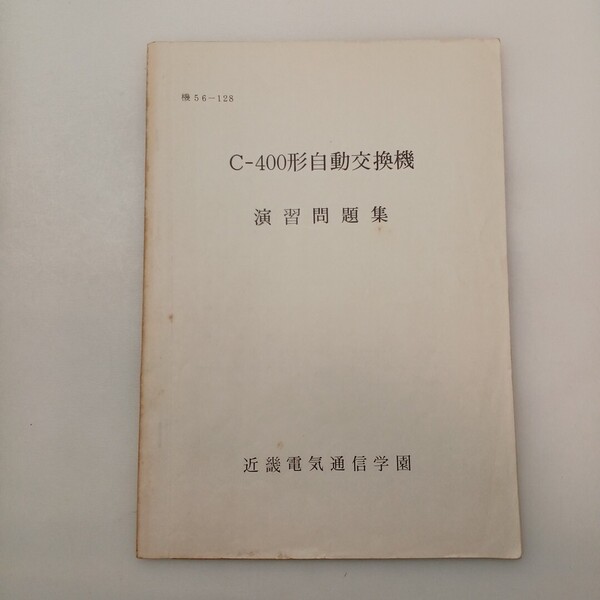 機56-128
C-400形自動交換機
演習問題集
近畿電気通信学園